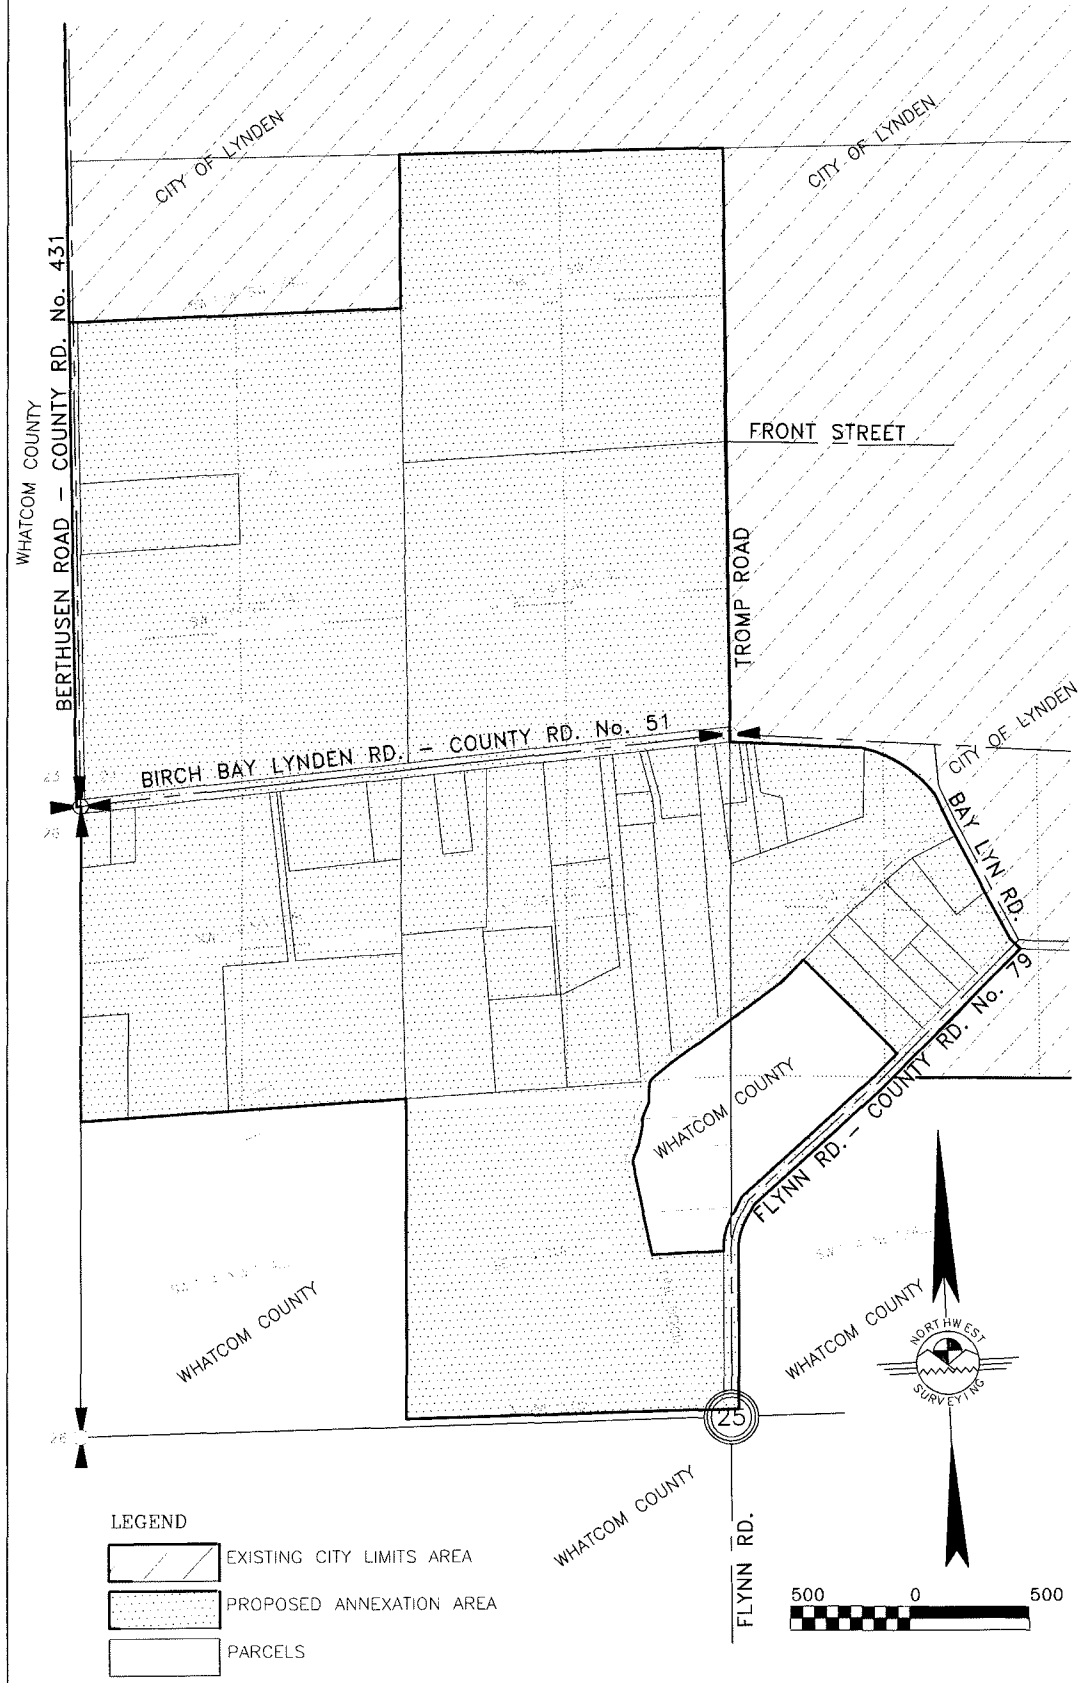 CITY OF LYNDEN
CITY OF LYNDEN
WHATCOM COUNTY
BERTHUSEN ROAD - COUNTY RD. No. 431
FRONT STREET
TROMP ROAD
CITY OF LYNDEN
BIRCH BAY LYNDEN RD. - COUNTY RD. No. 51
BAY LYN RD.
26
WHATCOM COUNTY
FLYNN RD. - COUNTY RD. No. 79
WHATCOM COUNTY
WHATCOM COUNTY
NORTHWEST
SURVEYING
25
26
WHATCOM COUNTY
FLYNN RD.
LEGEND
EXISTING CITY LIMITS AREA
PROPOSED ANNEXATION AREA
PARCELS
500 0 500